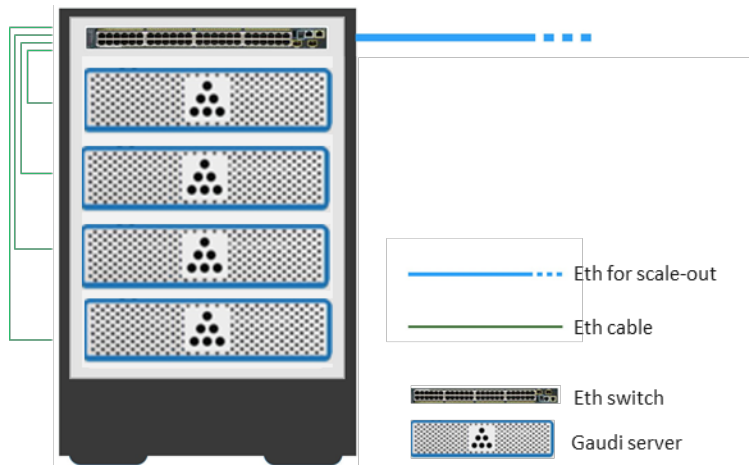 Eth for scale-out
Eth cable
Eth switch
Gaudi server